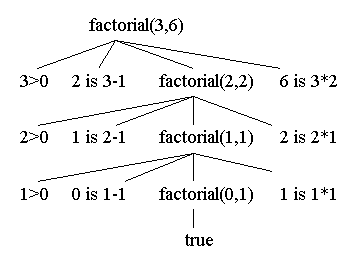 factorial(3,6)
3>0 2 is 3-1 factorial(2,2) 6 is 3*2
2>0 1 is 2-1 factorial(1,1) 2 is 2*1
1>0 0 is 1-1 factorial(0,1) 1 is 1*1
true